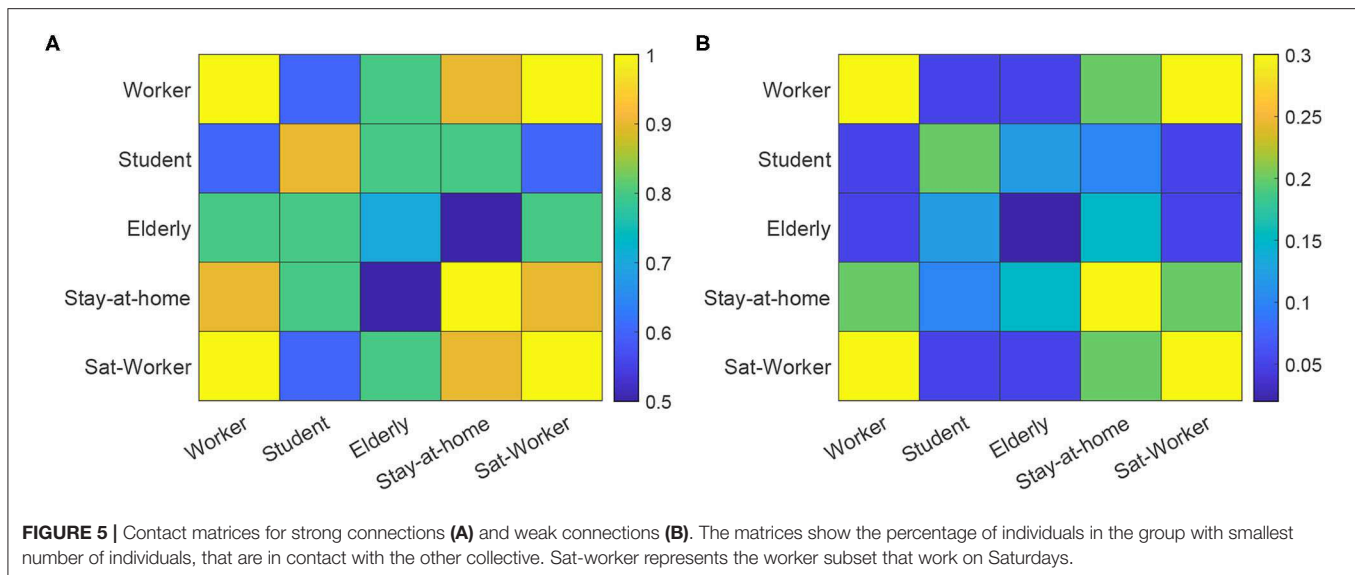 A
Worker
Student
Elderly
Stay-at-home
Sat-Worker
Worker
Student
Elderly
Stay-at-home
Sat-Worker
1
0.9
0.8
0.7
0.6
0.5
B
Worker
Student
Elderly
Stay-at-home
Sat-Worker
Worker
Student
Elderly
Stay-at-home
Sat-Worker
0.3
0.25
0.2
0.15
0.1
0.05
FIGURE 5 | Contact matrices for strong connections (A) and weak connections (B). The matrices show the percentage of individuals in the group with smallest
number of individuals, that are in contact with the other collective. Sat-worker represents the worker subset that work on Saturdays.